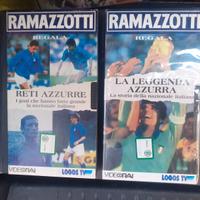 RAMAZZOTTI
REGALA
RETI AZZURRE
I goal che hanno fatto grande
la nazionale italiana
VIDEORAI
LOGOS TV
RAMAZZOTTI
REGALA
LA LEGGENDA
AZZURRA
La storia della nazionale italiana
VIDEORAI
LOGOS TV